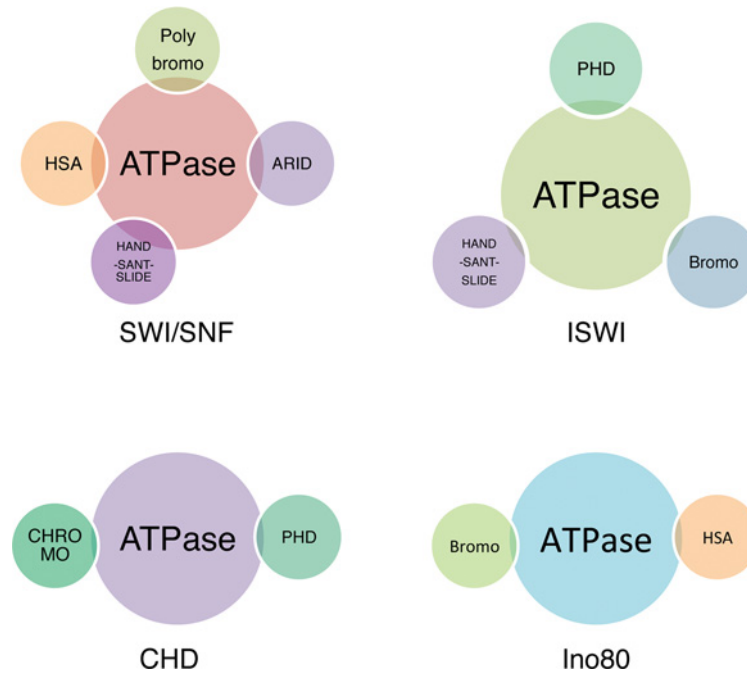 Poly
bromo
HSA
ATPase
ARID
HAND
-SANT-
SLIDE
SWI/SNF
PHD
ATPase
HAND
-SANT-
SLIDE
Bromo
ISWI
CHRO
MO
ATPase
PHD
CHD
Bromo
ATPase
HSA
Ino80